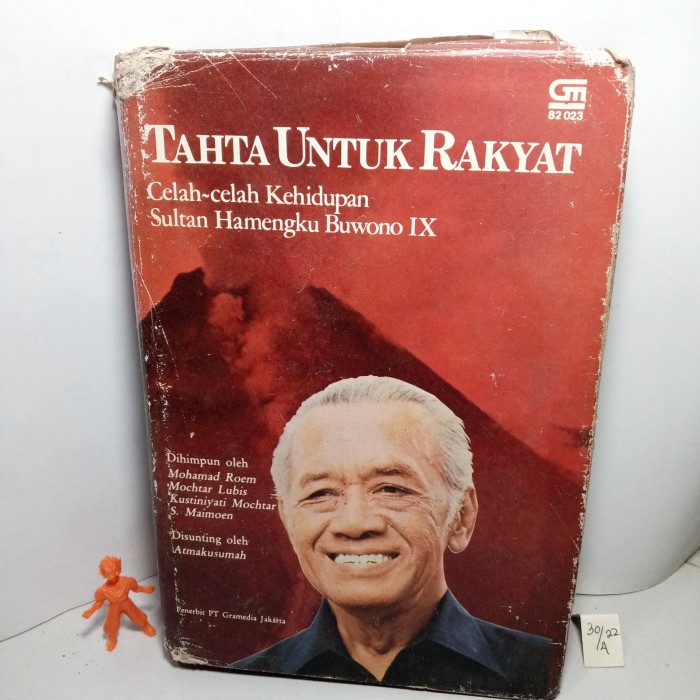 GM
82 023
TAHTA UNTUK RAKYAT
Celah-celah Kehidupan
Sultan Hamengku Buwono IX
Dihimpun oleh
Mohamad Roem
Mochtar Lubis
Kustiniyati Mochtar
S. Maimoen
Disunting oleh
Atmakusumah
Penerbit PT Gramedia Jakarta
30/22
A